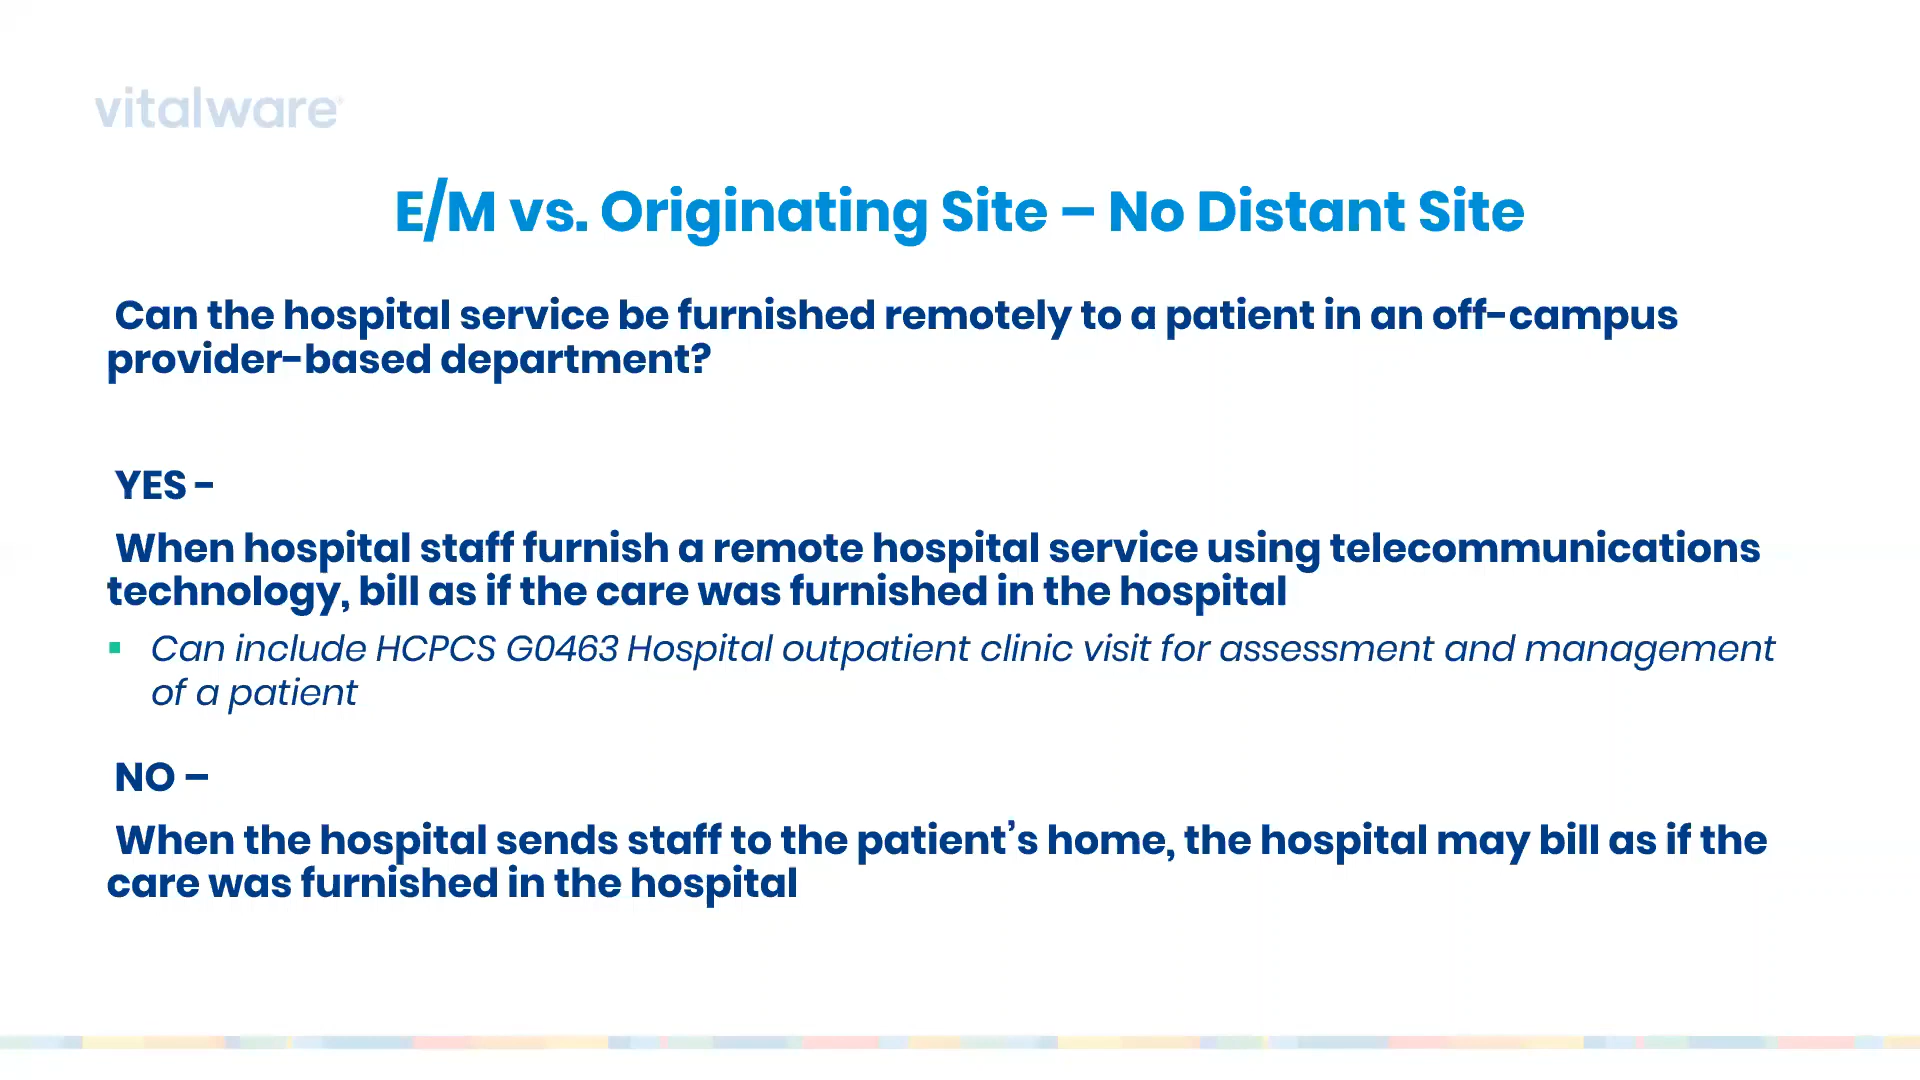 vitalware
E/M vs. Originating Site – No Distant Site
Can the hospital service be furnished remotely to a patient in an off-campus
provider-based department?
YES -
When hospital staff furnish a remote hospital service using telecommunications
technology, bill as if the care was furnished in the hospital
▪ Can include HCPCS G0463 Hospital outpatient clinic visit for assessment and management
of a patient
NO –
When the hospital sends staff to the patient’s home, the hospital may bill as if the
care was furnished in the hospital